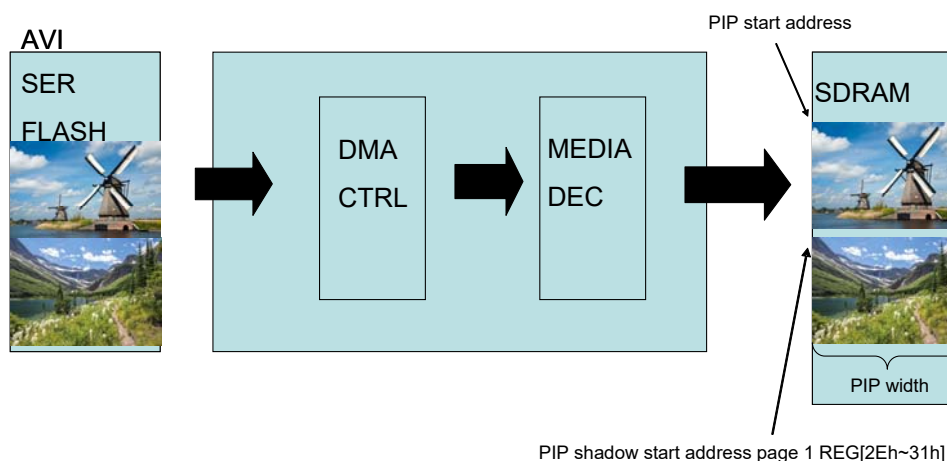 PIP start address
AVI
SER
FLASH
DMA
CTRL
MEDIA
DEC
SDRAM
PIP width
PIP shadow start address page 1 REG[2Eh~31h]